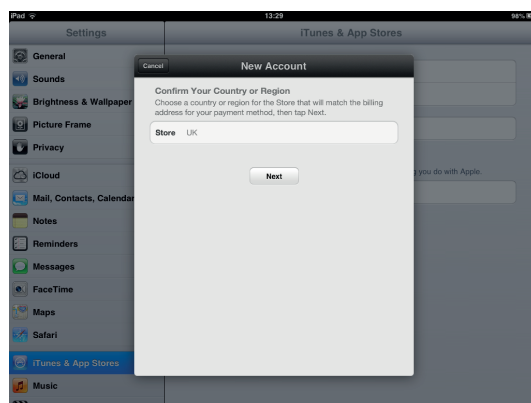 iPad 13:29 98%
Settings
iTunes & App Stores
General
Sounds
Brightness & Wallpaper
Picture Frame
Privacy
iCloud
Mail, Contacts, Calendar
Notes
Reminders
Messages
FaceTime
Maps
Safari
iTunes & App Stores
Music
Cancel New Account
Confirm Your Country or Region
Choose a country or region for the Store that will match the billing
address for your payment method, then tap Next.
Store UK
Next
you do with Apple.